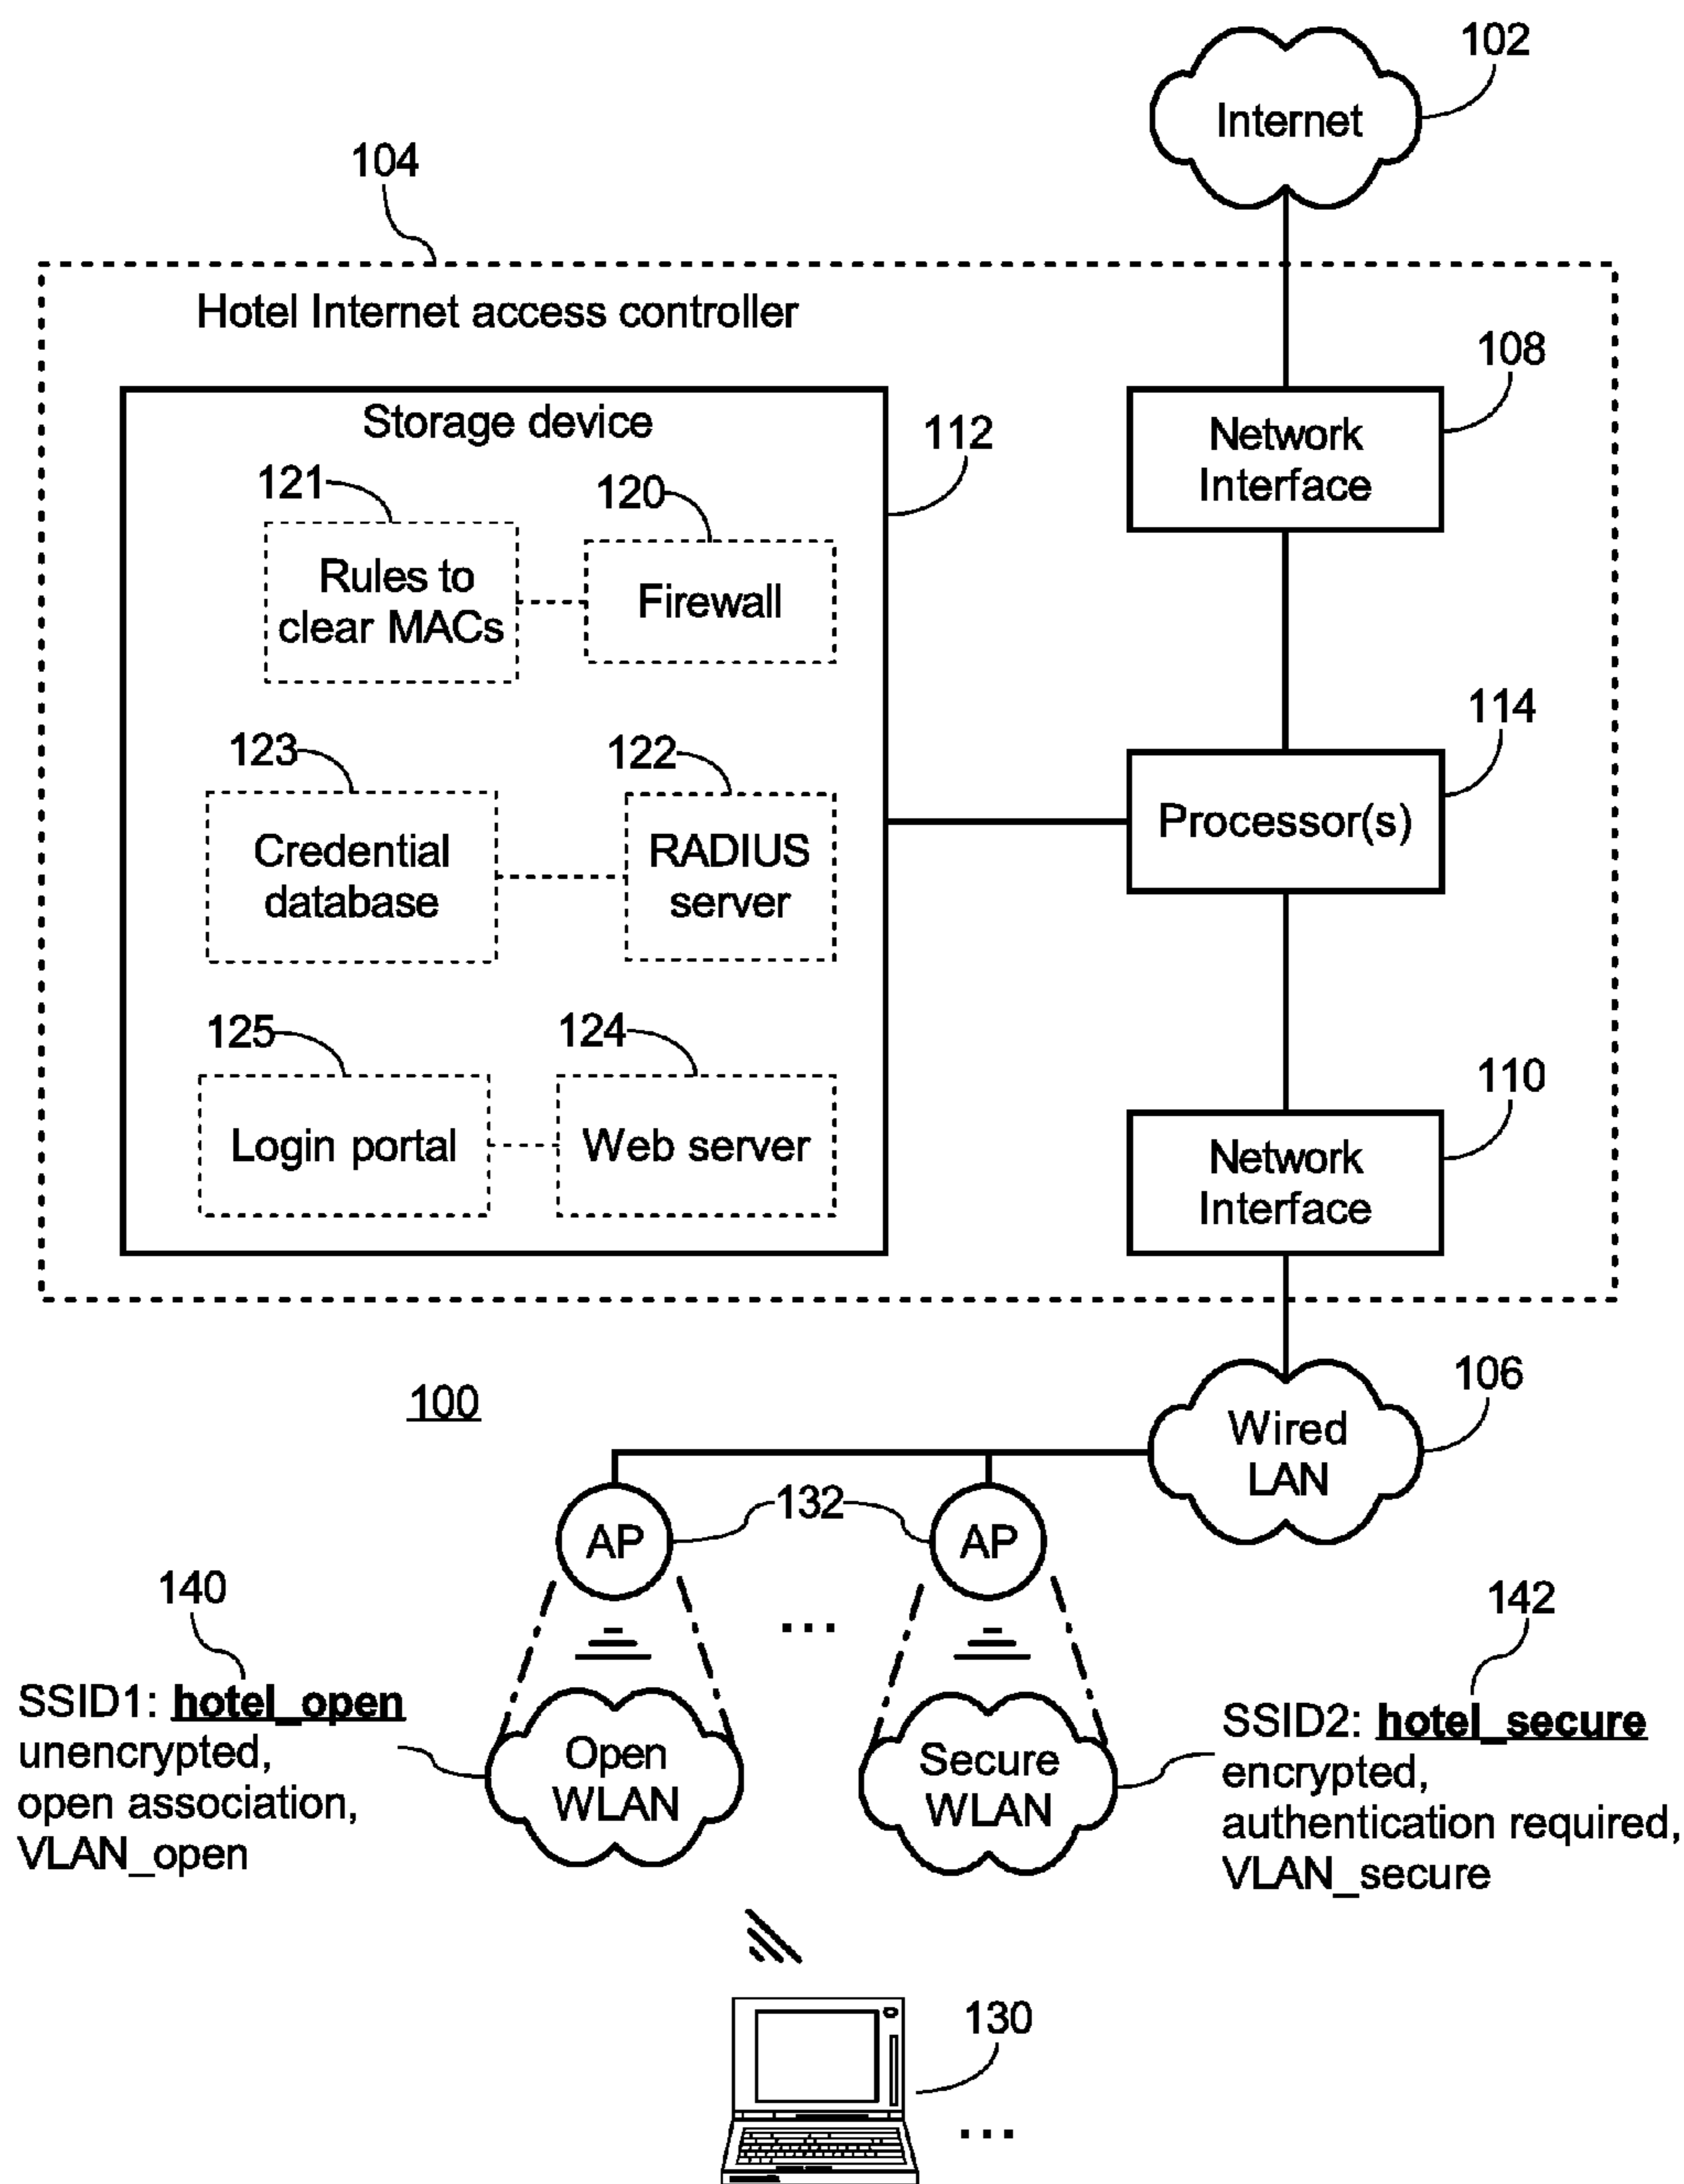 102
Internet
104
Hotel Internet access controller
108
Network
Interface
Storage device
112
121
120
Rules to
clear MACs
Firewall
114
Processor(s)
123
122
Credential
database
RADIUS
server
125
124
Login portal
Web server
110
Network
Interface
100
106
Wired
LAN
132
AP
AP
140
142
...
SSID1: hotel_open
unencrypted,
open association,
VLAN_open
Open
WLAN
Secure
WLAN
SSID2: hotel_secure
encrypted,
authentication required,
VLAN_secure
130
...